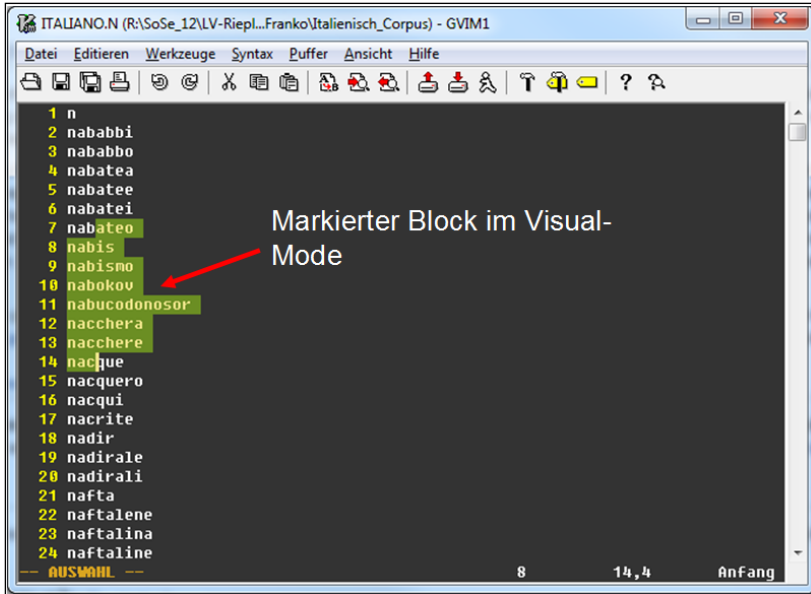 ITALIANO.N (R:\SoSe_12\LV-Riepl...Franko\Italienisch_Corpus) - GVIM1
Datei Editieren Werkzeuge Syntax Puffer Ansicht Hilfe
1 n
2 nababbi
3 nababbo
4 nabatea
5 nabatee
6 nabatei
7 nabateo
8 nabis
9 nabismo
10 nabokov
11 nabucodonosor
12 nacchera
13 nacchere
14 nacque
15 nacquero
16 nacqui
17 nacrite
18 nadir
19 nadirale
20 nadirali
21 nafta
22 naftalene
23 naftalina
24 naftaline
Markierter Block im Visual-
Mode
-- AUSWAHL -- 8 14,4 Anfang